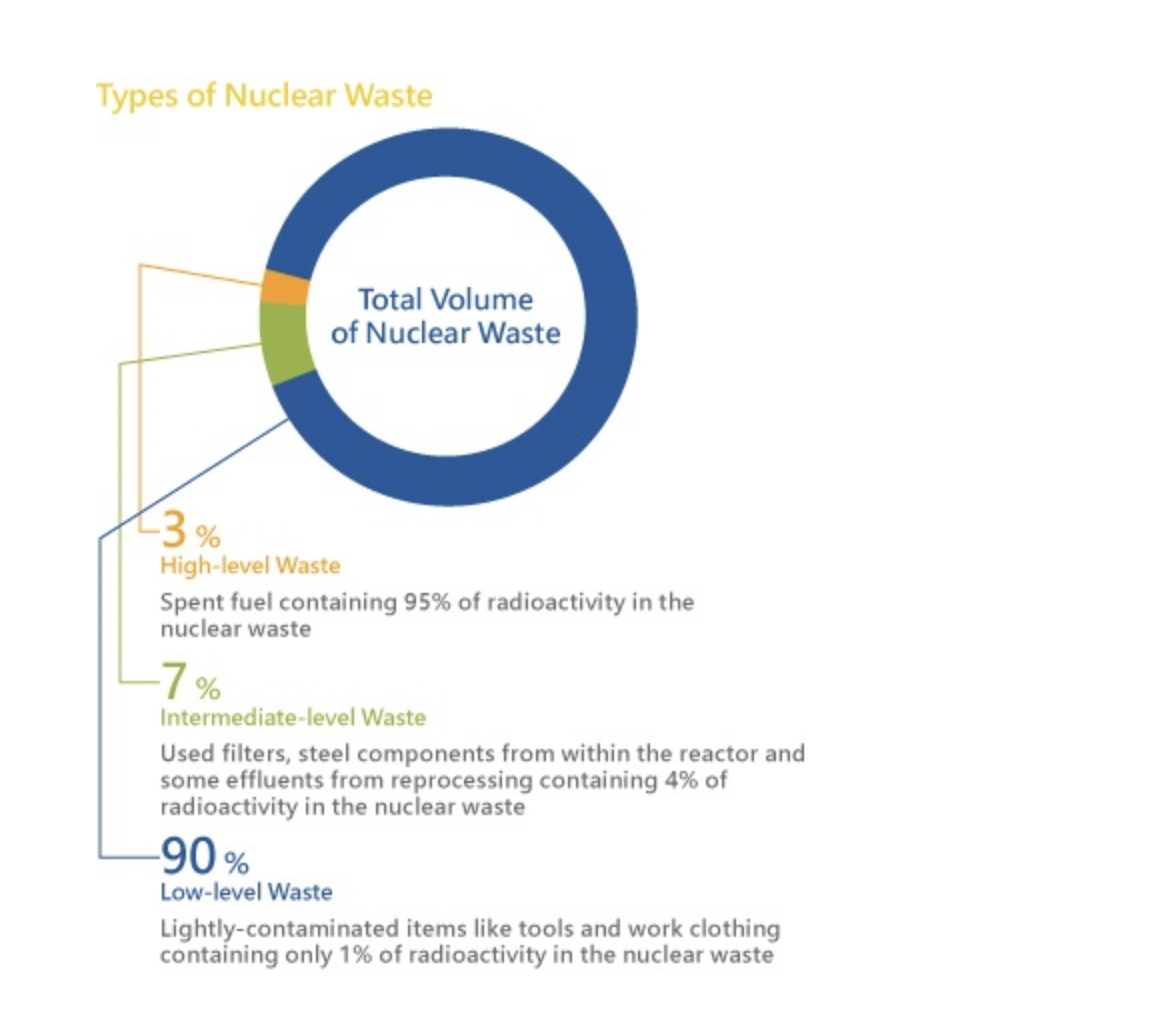 Types of Nuclear Waste
Total Volume
of Nuclear Waste
3 %
High-level Waste
Spent fuel containing 95% of radioactivity in the
nuclear waste
7 %
Intermediate-level Waste
Used filters, steel components from within the reactor and
some effluents from reprocessing containing 4% of
radioactivity in the nuclear waste
90 %
Low-level Waste
Lightly-contaminated items like tools and work clothing
containing only 1% of radioactivity in the nuclear waste